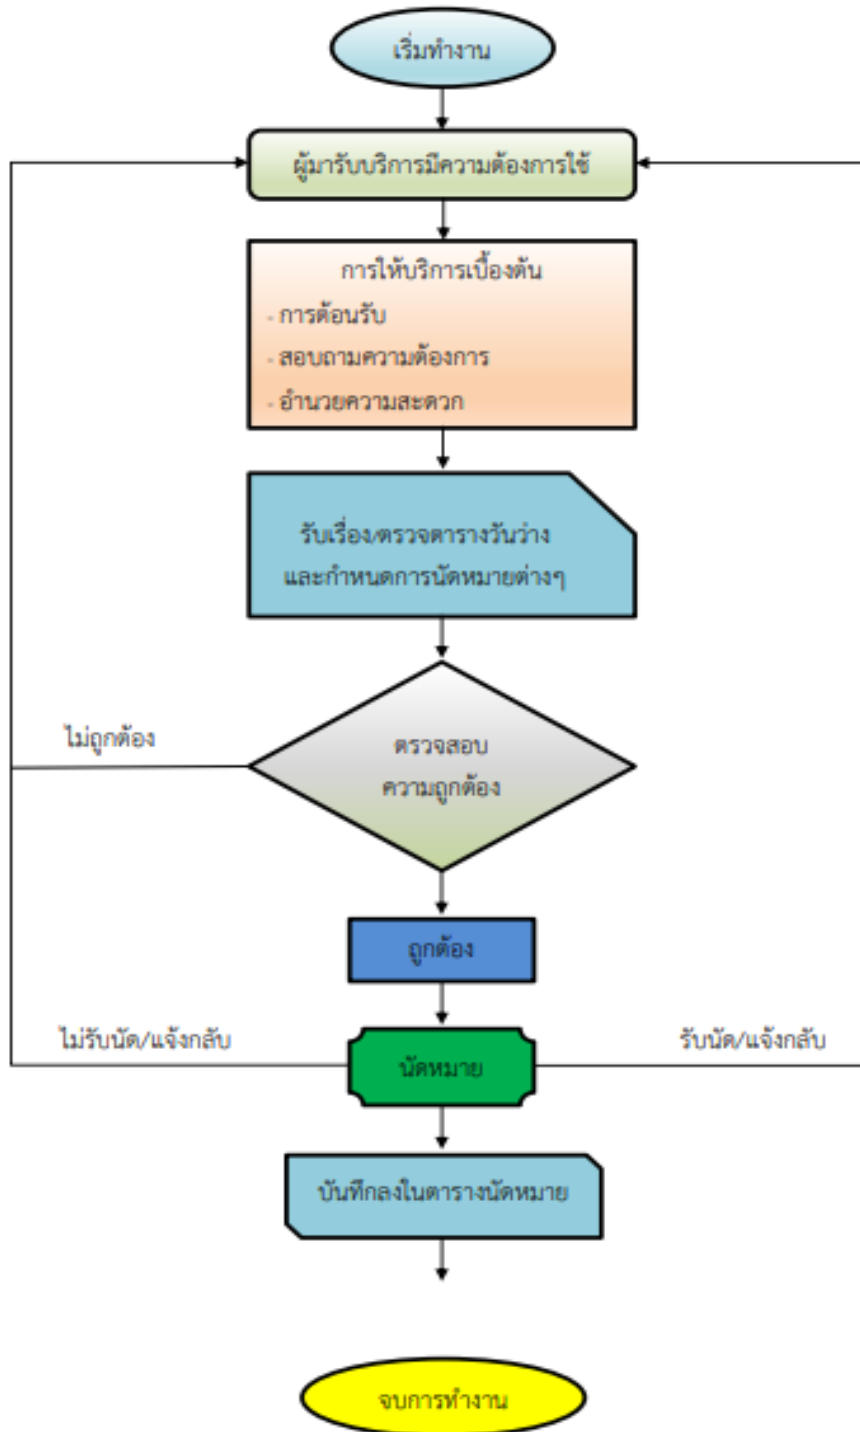 เริ่มทำงาน
ผู้มารับบริการมีความต้องการใช้
การให้บริการเบื้องต้น
- การต้อนรับ
- สอบถามความต้องการ
- อำนวยความสะดวก
รับเรื่อง/ตรวจตารางวันว่าง
และกำหนดการนัดหมายต่างๆ
ไม่ถูกต้อง
ตรวจสอบ
ความถูกต้อง
ถูกต้อง
ไม่รับนัด/แจ้งกลับ
นัดหมาย
รับนัด/แจ้งกลับ
บันทึกลงในตารางนัดหมาย
จบการทำงาน